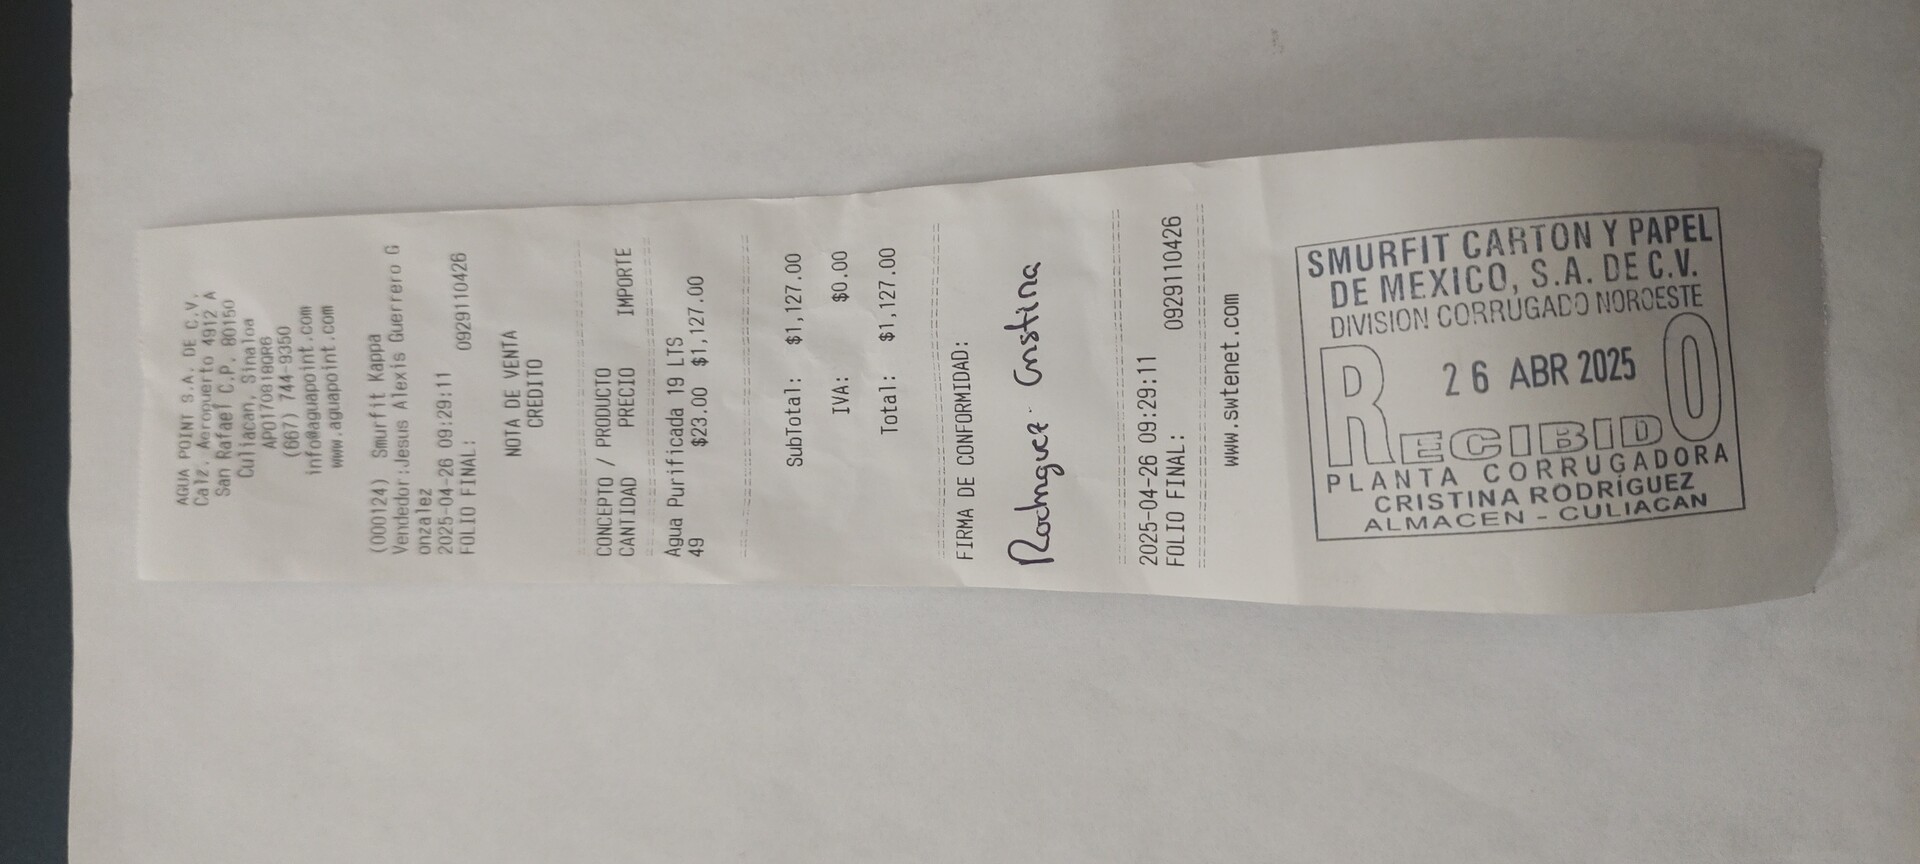 AGUA POINT S.A. DE C.V.
Calz. Aeropuerto 4912 A
San Rafael C.P. 80150
Culiacan, Sinaloa
APO170818QR6
(667) 744-9350
info@aguapoint.com
www.aguapoint.com
(000124) Smurfit Kappa
Vendedor:Jesus Alexis Guerrero G
onzalez
2025-04-26 09:29:11
FOLIO FINAL: 0929110426
NOTA DE VENTA
CREDITO
CONCEPTO / PRODUCTO
CANTIDAD PRECIO IMPORTE
Agua Purificada 19 LTS
49 $23.00 $1,127.00
SubTotal: $1,127.00
IVA: $0.00
Total: $1,127.00
FIRMA DE CONFORMIDAD:
Rodriguez Cristina
2025-04-26 09:29:11
FOLIO FINAL: 0929110426
www.swtenet.com
SMURFIT CARTON Y PAPEL
DE MEXICO, S.A. DE C.V.
DIVISION CORRUGADO NOROESTE
26 ABR 2025
RECIBIDO
PLANTA CORRUGADORA
CRISTINA RODRÍGUEZ
ALMACEN - CULIACAN